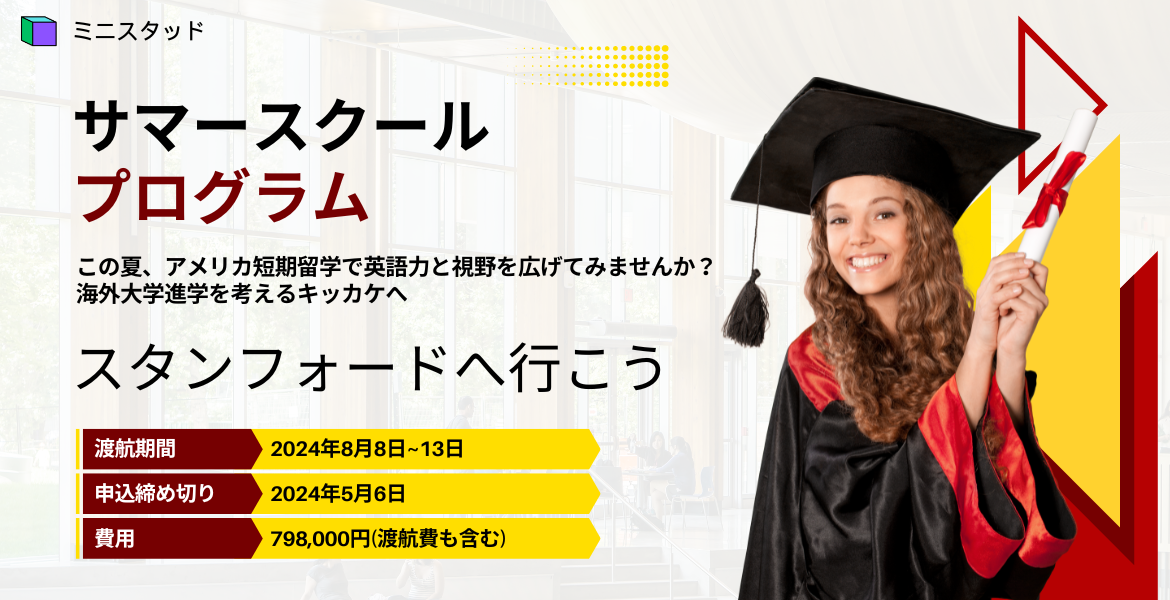 ミニスタッド
サマースクール
プログラム
この夏、アメリカ短期留学で英語力と視野を広げてみませんか？
海外大学進学を考えるキッカケへ
スタンフォードへ行こう
渡航期間 2024年8月8日~13日
申込締め切り 2024年5月6日
費用 798,000円(渡航費も含む)